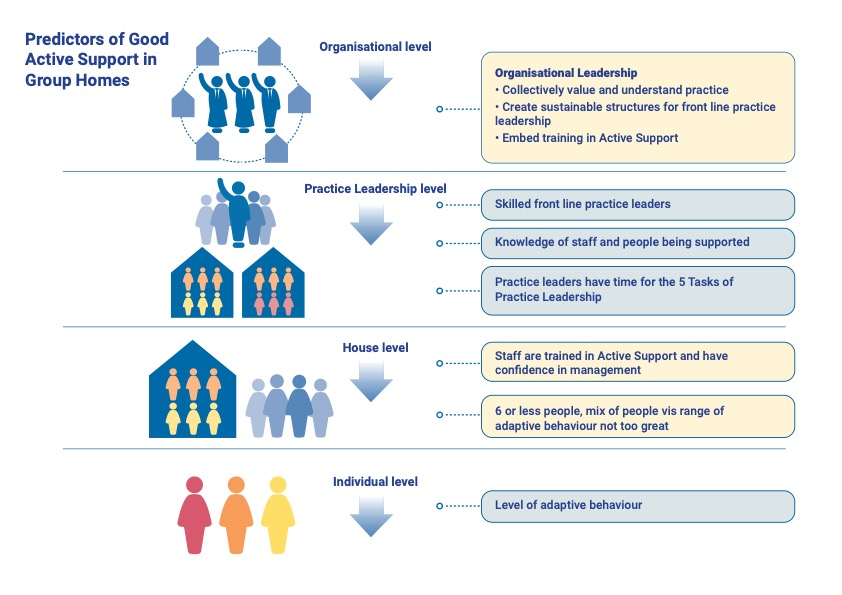 Predictors of Good
Active Support in
Group Homes
Organisational level
Organisational Leadership
• Collectively value and understand practice
• Create sustainable structures for front line practice
leadership
• Embed training in Active Support
Practice Leadership level
Skilled front line practice leaders
Knowledge of staff and people being supported
Practice leaders have time for the 5 Tasks of
Practice Leadership
House level
Staff are trained in Active Support and have
confidence in management
6 or less people, mix of people vis range of
adaptive behaviour not too great
Individual level
Level of adaptive behaviour